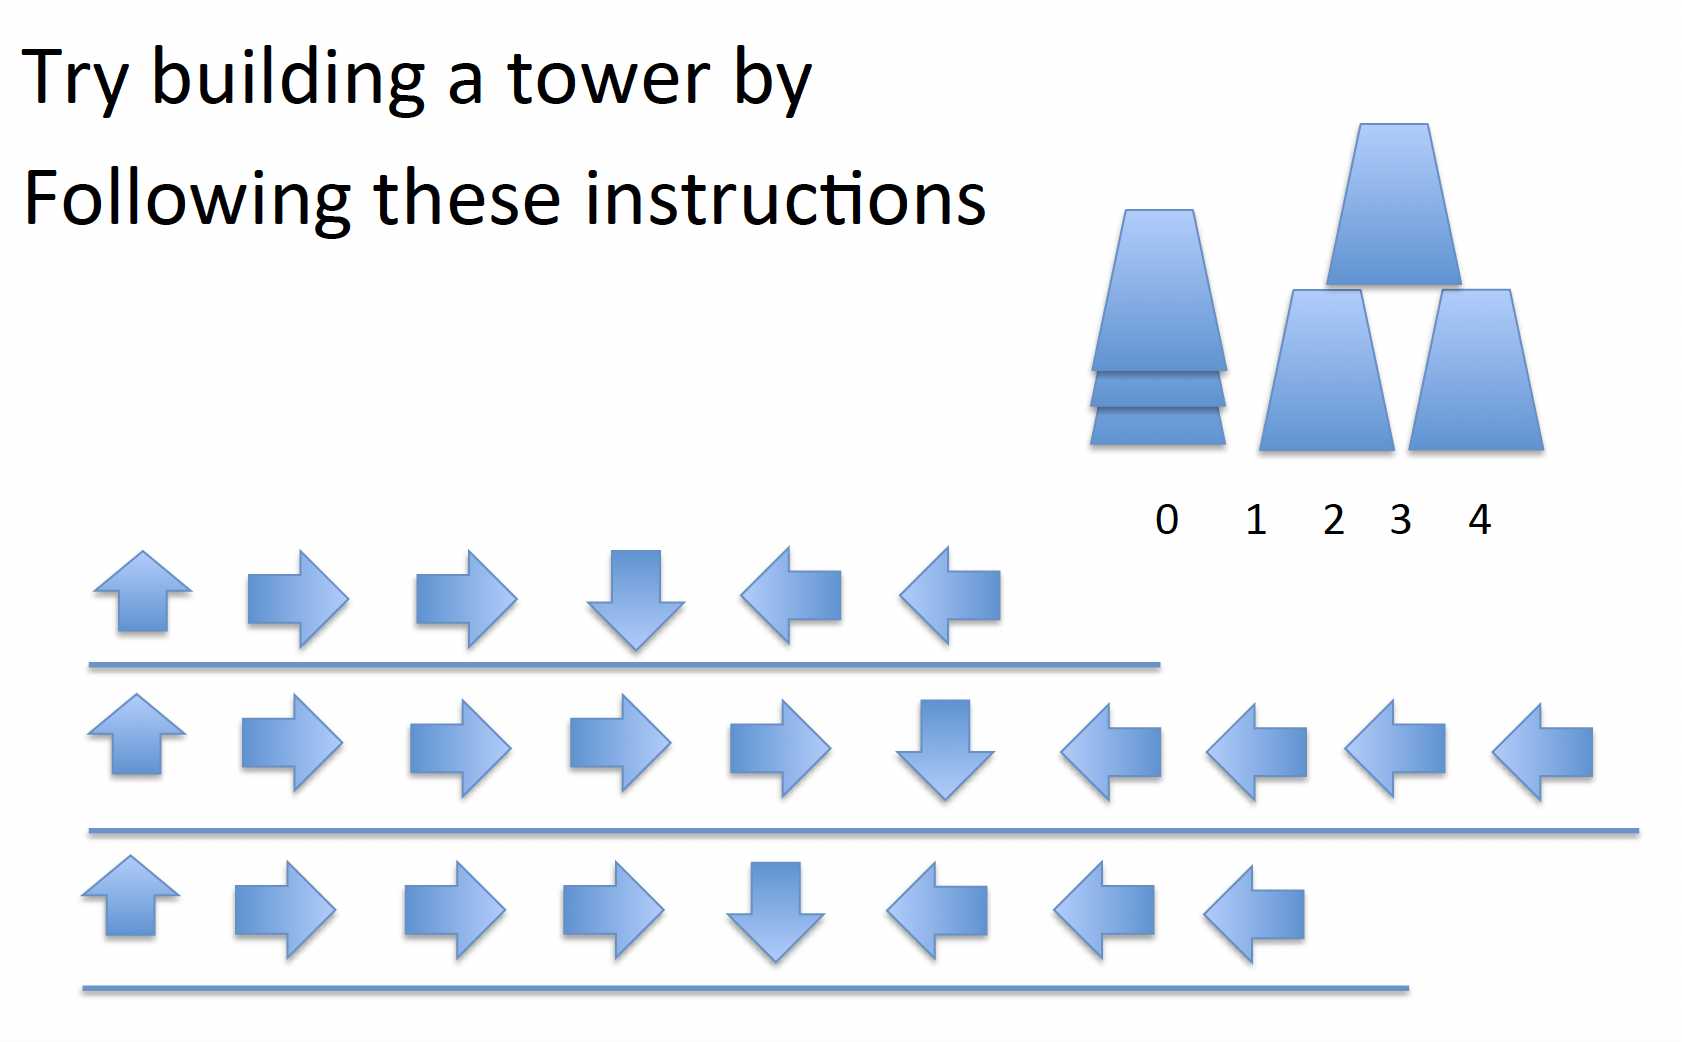 Try building a tower by
Following these instructions
0 1 2 3 4